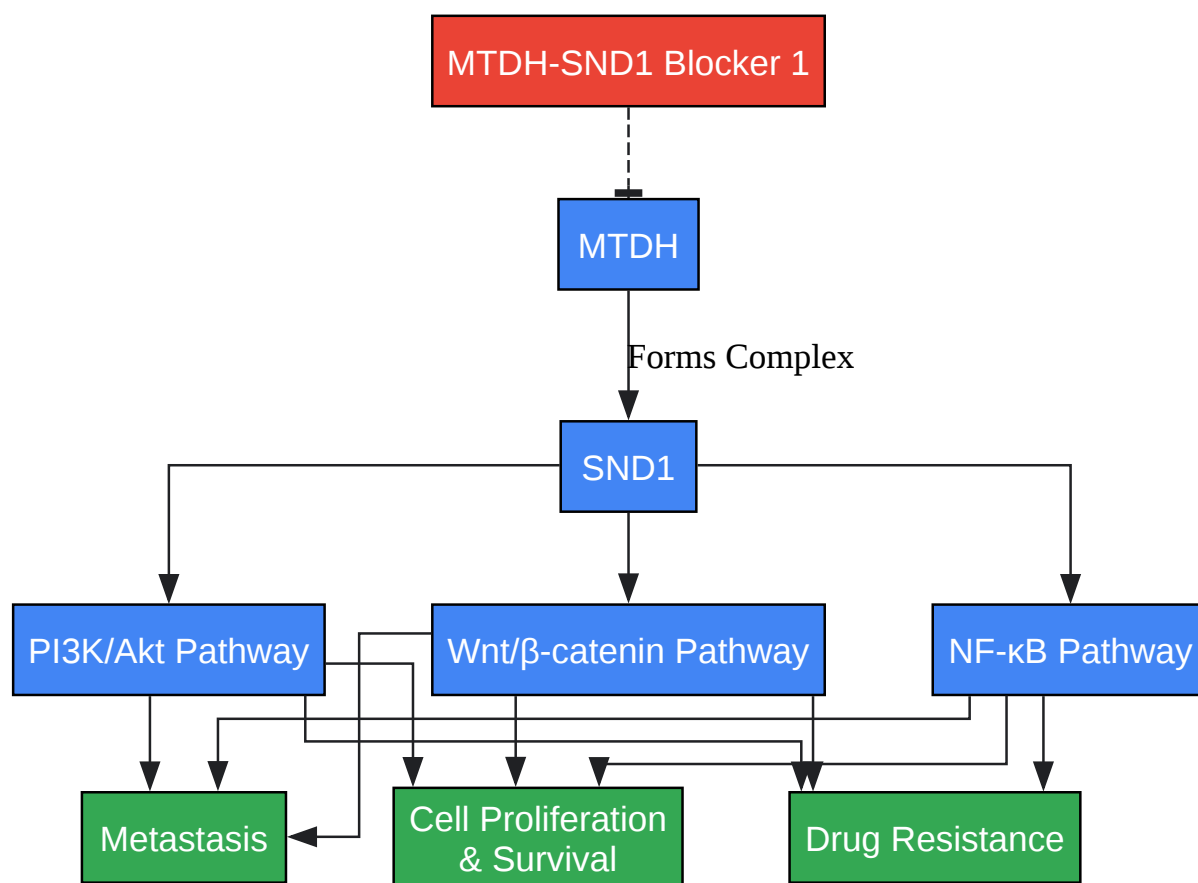 MTDH-SND1 Blocker 1
MTDH
Forms Complex
SND1
PI3K/Akt Pathway
Wnt/β-catenin Pathway
NF-κB Pathway
Metastasis
Cell Proliferation
& Survival
Drug Resistance